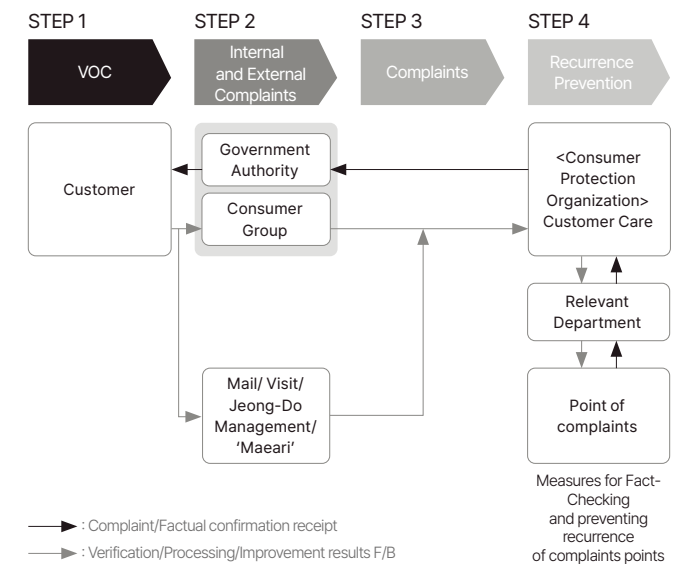 STEP 1
STEP 2
STEP 3
STEP 4
VOC
Internal
and External
Complaints
Complaints
Recurrence
Prevention
Customer
Government
Authority
Consumer
Group
<Consumer
Protection
Organization>
Customer Care
Relevant
Department
Mail/ Visit/
Jeong-Do
Management/
‘Maeari’
Point of
complaints
Measures for Fact-
Checking
and preventing
recurrence
of complaints points
: Complaint/Factual confirmation receipt
: Verification/Processing/Improvement results F/B